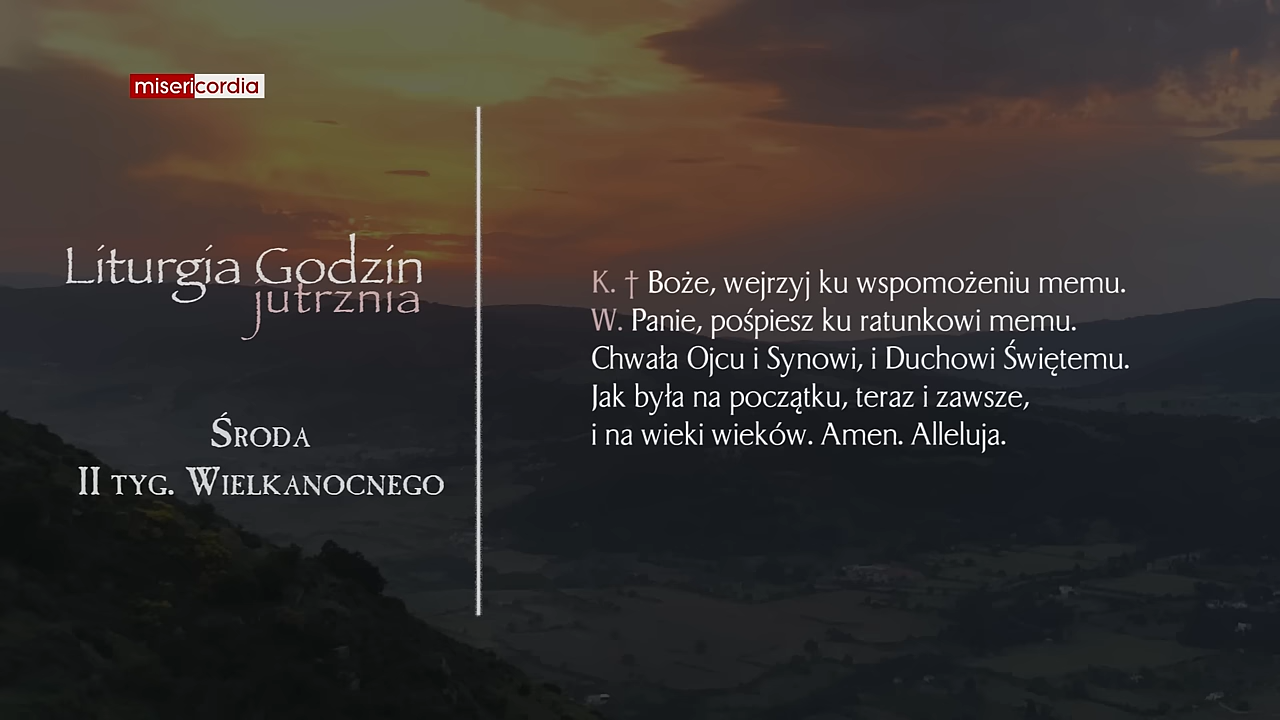 misericordia
Liturgia Godzin
jutrznia
Środa
II tyg. Wielkanocnego
K. † Boże, wejrzyj ku wspomożeniu memu.
W. Panie, pośpiesz ku ratunkowi memu.
Chwała Ojcu i Synowi, i Duchowi Świętemu.
Jak była na początku, teraz i zawsze,
i na wieki wieków. Amen. Alleluja.